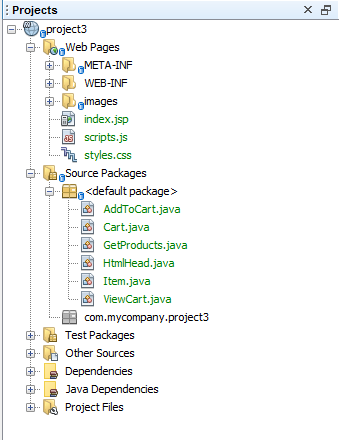 Projects
project3
Web Pages
META-INF
WEB-INF
images
index.jsp
scripts.js
styles.css
Source Packages
<default package>
AddToCart.java
Cart.java
GetProducts.java
HtmlHead.java
Item.java
ViewCart.java
com.mycompany.project3
Test Packages
Other Sources
Dependencies
Java Dependencies
Project Files